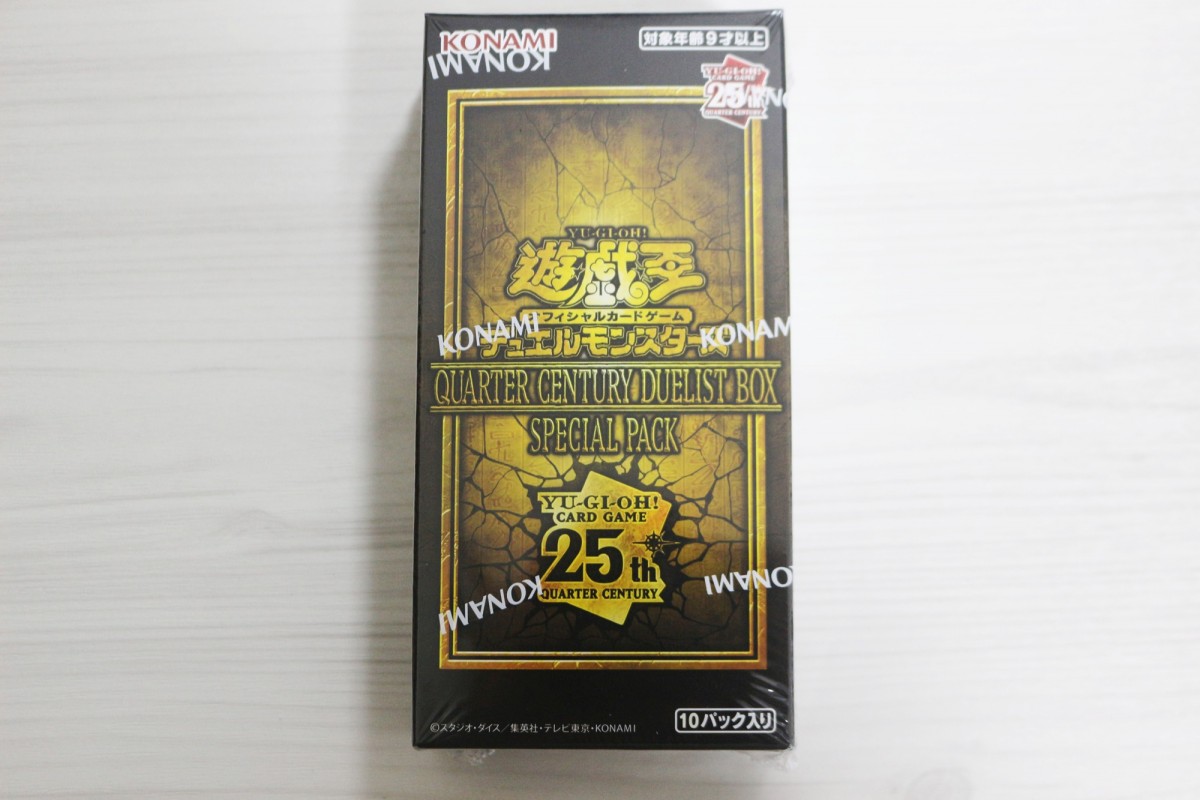 KONAMI
対象年齢9才以上
KONAMI
YU-GI-OH!
CARD GAME
25th
QUARTER CENTURY
YU-GI-OH!
遊戯王
オフィシャルカードゲーム
デュエルモンスターズ
KONAMI
KONAMI
QUARTER CENTURY DUELIST BOX
SPECIAL PACK
YU-GI-OH!
CARD GAME
25th
QUARTER CENTURY
KONAMI
KONAMI
©スタジオ・ダイス/集英社・テレビ東京・KONAMI
10パック入り